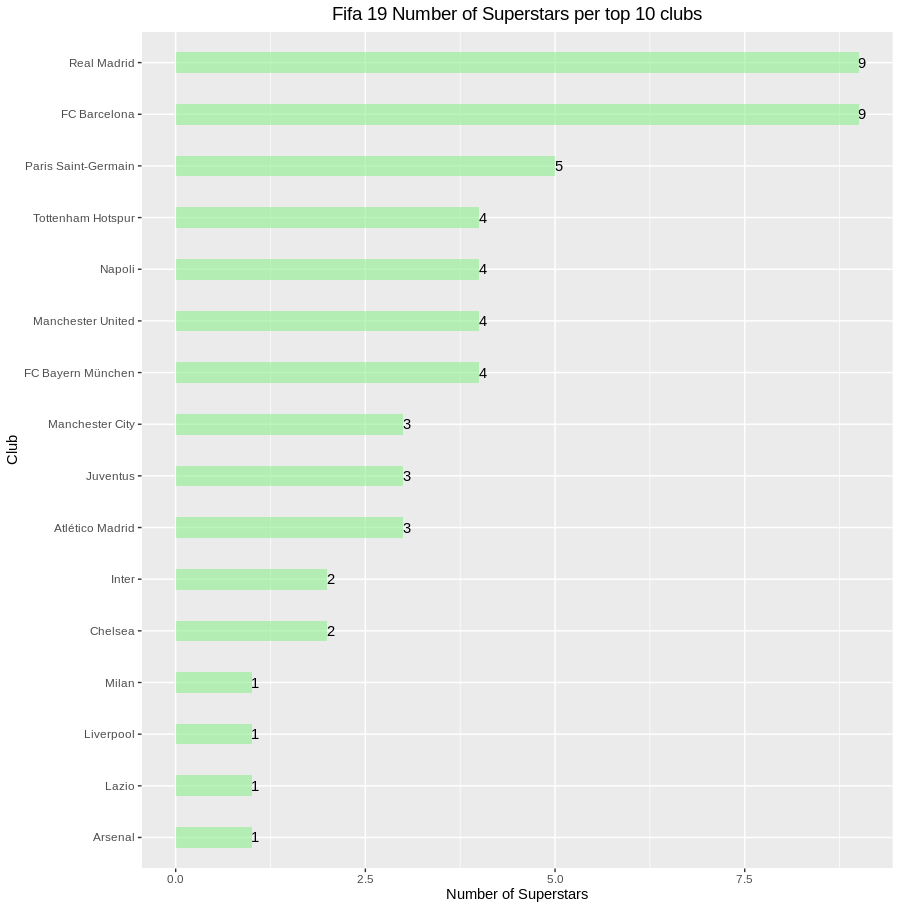 Fifa 19 Number of Superstars per top 10 clubs
Real Madrid 9
FC Barcelona 9
Paris Saint-Germain 5
Tottenham Hotspur 4
Napoli 4
Manchester United 4
FC Bayern München 4
Manchester City 3
Juventus 3
Atlético Madrid 3
Inter 2
Chelsea 2
Milan 1
Liverpool 1
Lazio 1
Arsenal 1
Club
0.0 2.5 5.0 7.5
Number of Superstars